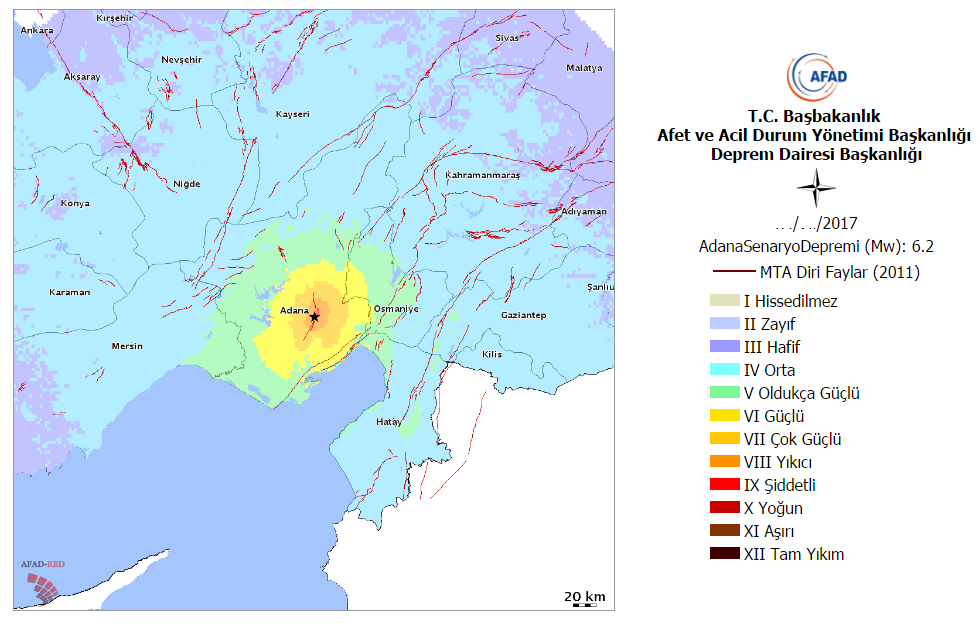 Kırşehir
Ankara
Sivas
Nevşehir
Malatya
Aksaray
Kayseri
Kahramanmaraş
Niğde
Konya
Adıyaman
Karaman
Şanlıu
Adana
Osmaniye
Gaziantep
Mersin
Kilis
Hatay
AFAD-RED
20 km
AFAD
T.C. Başbakanlık
Afet ve Acil Durum Yönetimi Başkanlığı
Deprem Dairesi Başkanlığı
…/…/2017
AdanaSenaryoDepremi (Mw): 6.2
MTA Diri Faylar (2011)
I Hissedilmez
II Zayıf
III Hafif
IV Orta
V Oldukça Güçlü
VI Güçlü
VII Çok Güçlü
VIII Yıkıcı
IX Şiddetli
X Yoğun
XI Aşırı
XII Tam Yıkım